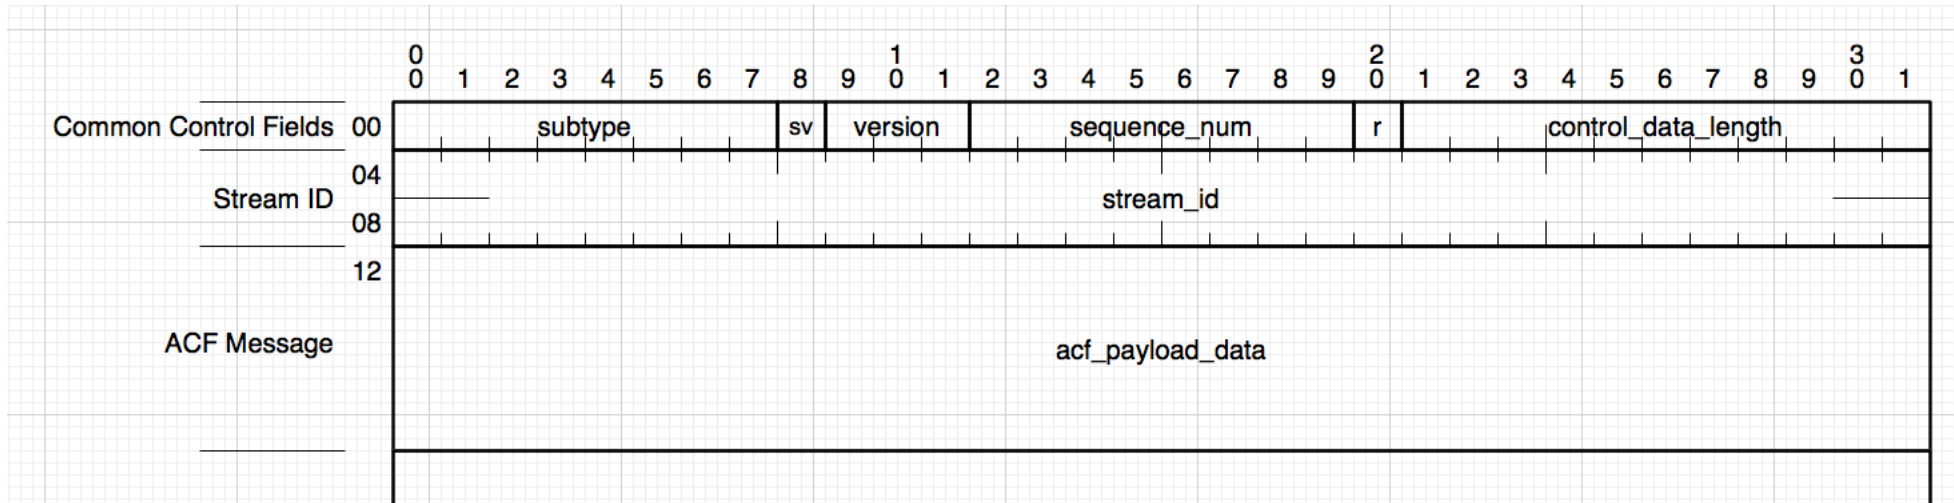 0 1 2 3
0 1 2 3 4 5 6 7 8 9 0 1 2 3 4 5 6 7 8 9 0 1 2 3 4 5 6 7 8 9 0 1
Common Control Fields 00 subtype sv version sequence_num r control_data_length
04
Stream ID stream_id
08
12
ACF Message acf_payload_data